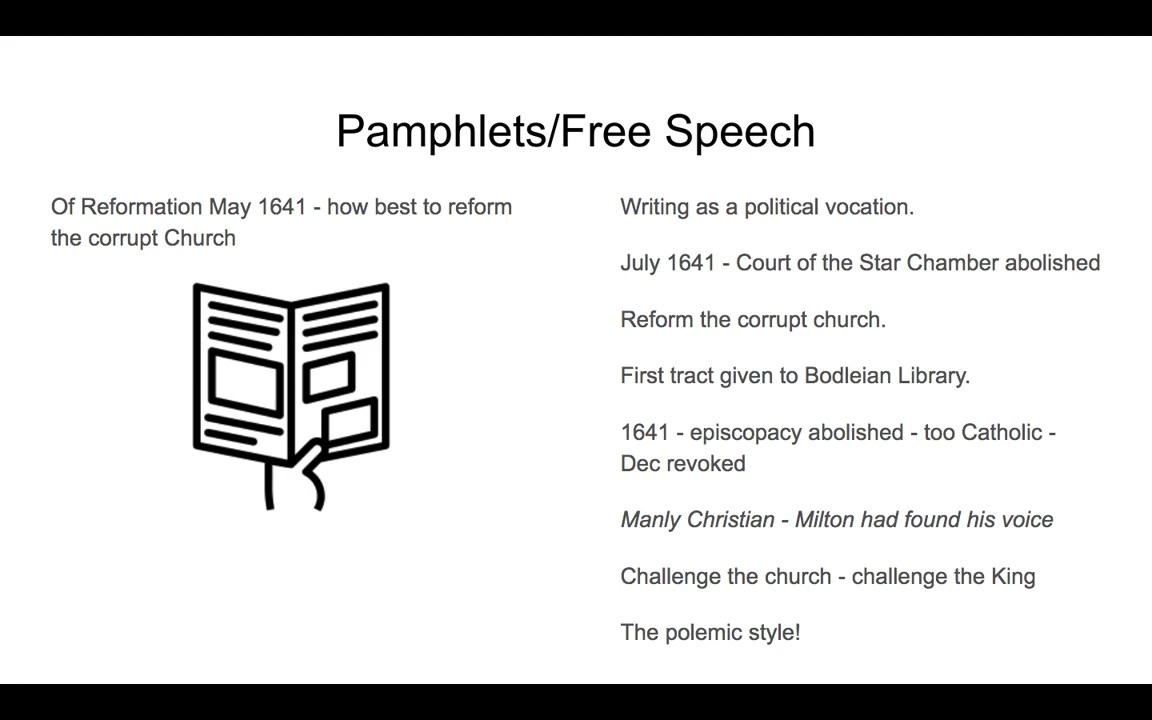 Pamphlets/Free Speech
Of Reformation May 1641 - how best to reform
the corrupt Church
Writing as a political vocation.
July 1641 - Court of the Star Chamber abolished
Reform the corrupt church.
First tract given to Bodleian Library.
1641 - episcopacy abolished - too Catholic -
Dec revoked
Manly Christian - Milton had found his voice
Challenge the church - challenge the King
The polemic style!